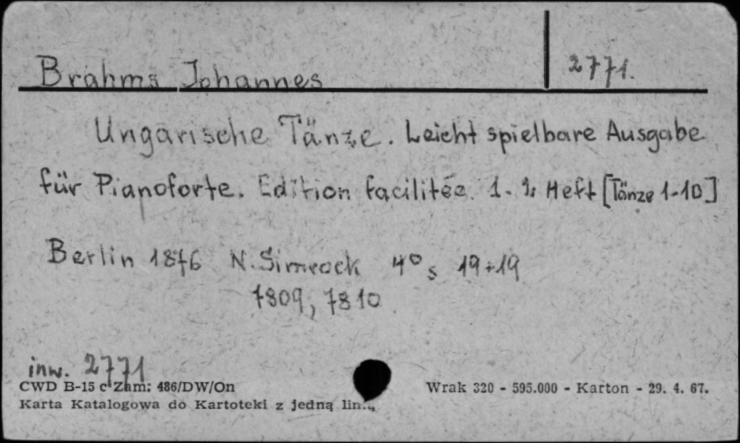 Brahms Johannes 2771.
Ungarische Tänze. Leicht spielbare Ausgabe
für Pianoforte. Edition facilitée. 1. 2 Heft [Tänze 1-10]
Berlin 1876 N. Simrock 4° s 19+19
7809, 7810
inw. 2771
CWD B-15 c Zam: 486/DW/On Wrak 320 - 595.000 - Karton - 29. 4. 67.
Karta Katalogowa do Kartoteki z jedną linią